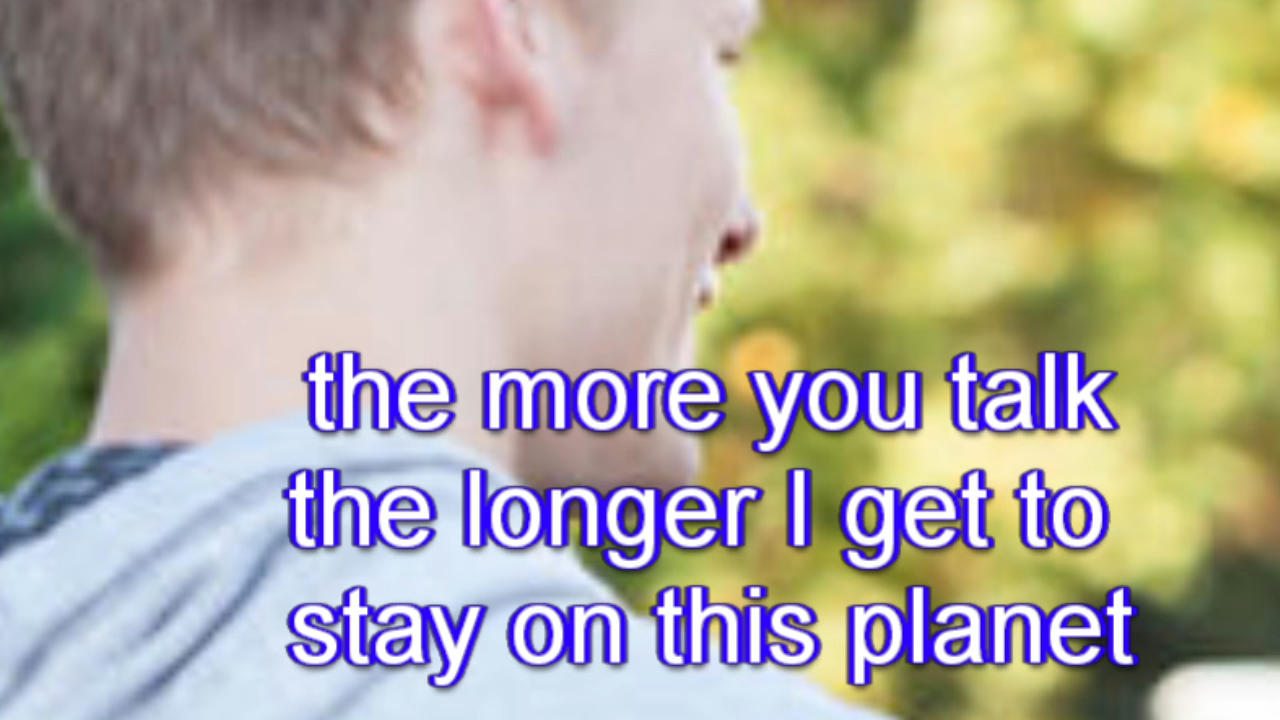 the more you talk
the longer I get to
stay on this planet